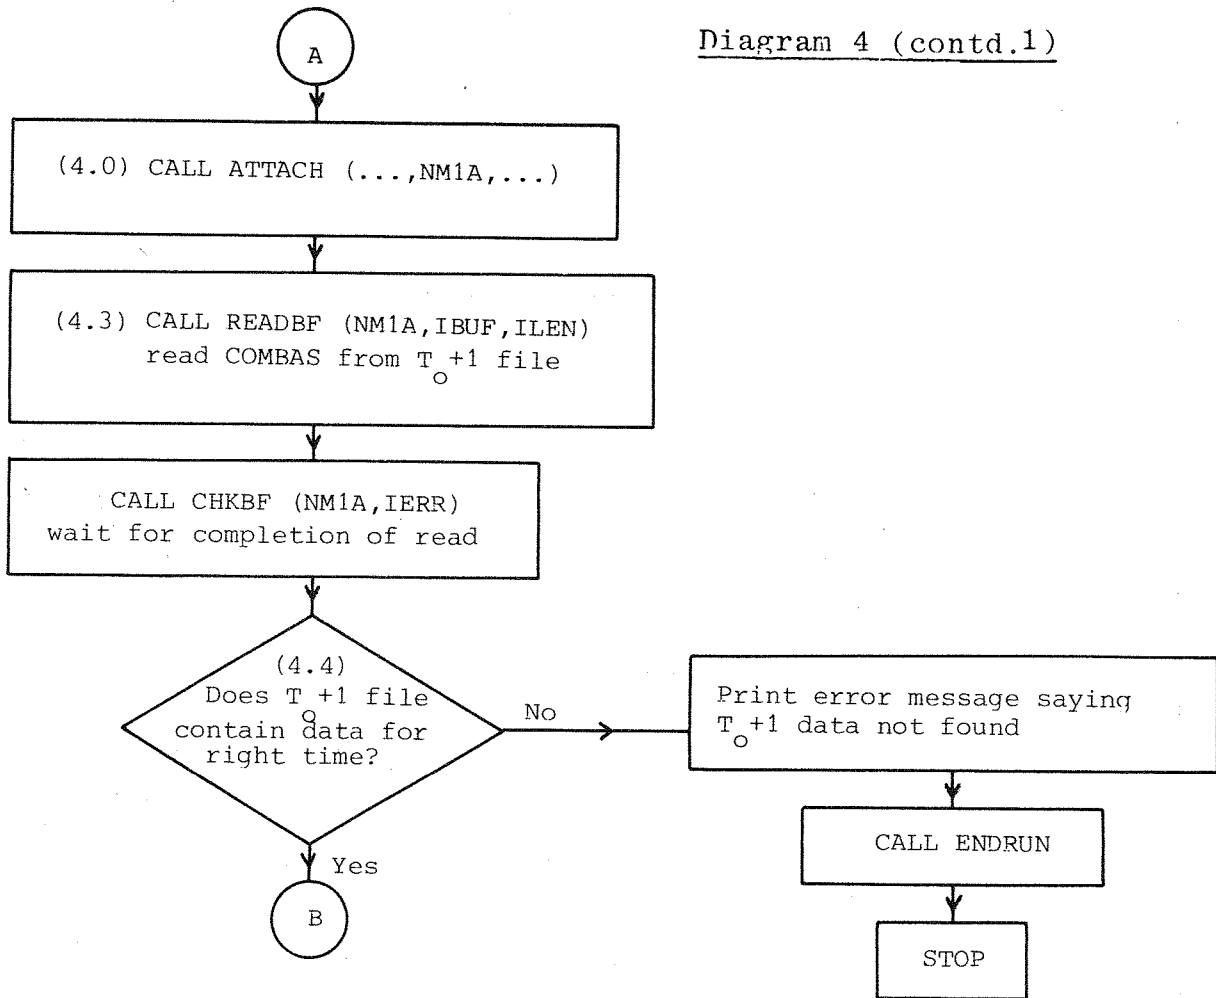 Diagram 4 (contd.1)
A
(4.0) CALL ATTACH (...,NM1A,...)
(4.3) CALL READBF (NM1A,IBUF,ILEN)
read COMBAS from To+1 file
CALL CHKBF (NM1A,IERR)
wait for completion of read
(4.4)
Does To+1 file
contain data for
right time?
No
Print error message saying
To+1 data not found
CALL ENDRUN
STOP
Yes
B